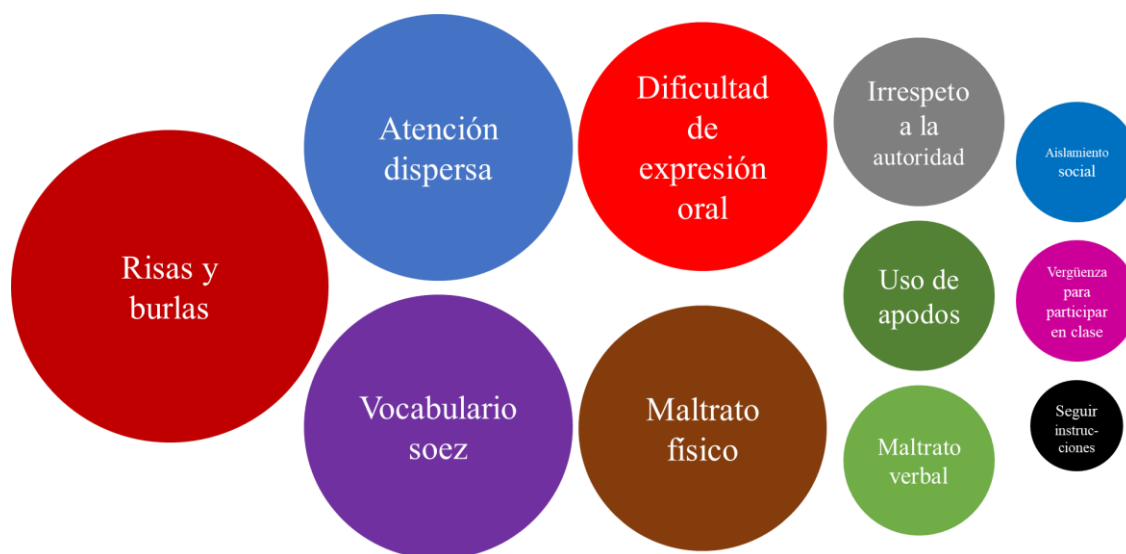 Risas y
burlas
Atención
dispersa
Vocabulario
soez
Dificultad
de
expresión
oral
Maltrato
físico
Irrespeto
a la
autoridad
Uso de
apodos
Maltrato
verbal
Aislamiento
social
Vergüenza
para
participar
en clase
Seguir
instruc-
ciones